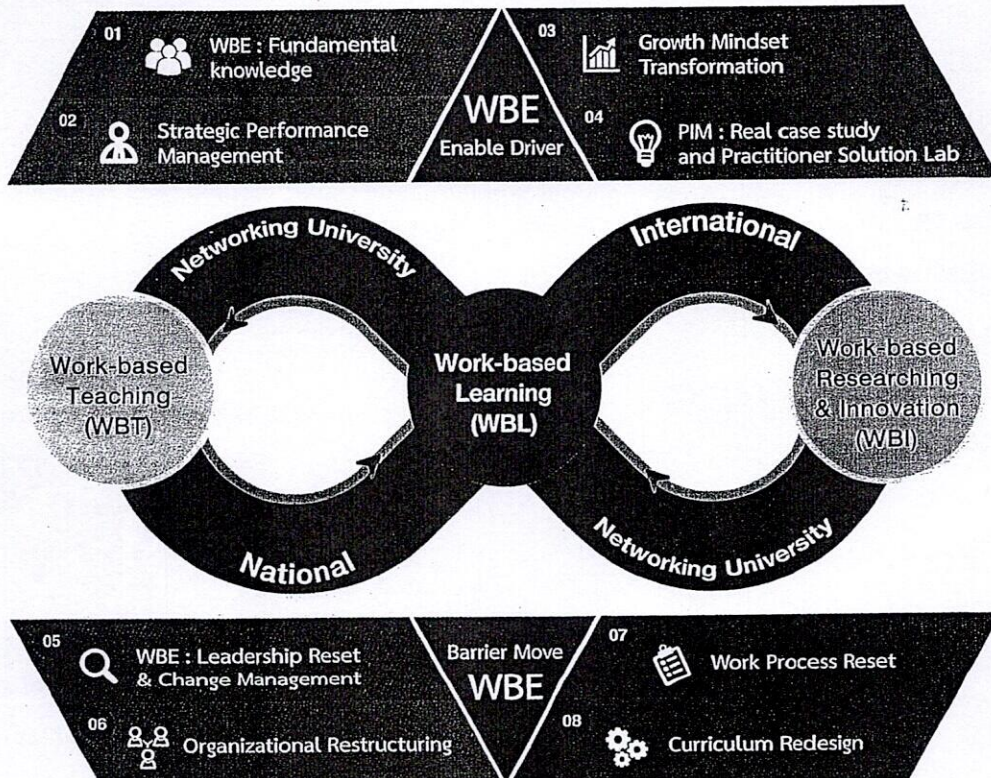 01
WBE : Fundamental
knowledge
02
Strategic Performance
Management
WBE
Enable Driver
03
Growth Mindset
Transformation
04
PIM : Real case study
and Practitioner Solution Lab
Networking University
International
Work-based
Teaching
(WBT)
Work-based
Learning
(WBL)
Work-based
Researching
& Innovation
(WBI)
National
Networking University
05
WBE : Leadership Reset
& Change Management
06
Organizational Restructuring
Barrier Move
WBE
07
Work Process Reset
08
Curriculum Redesign